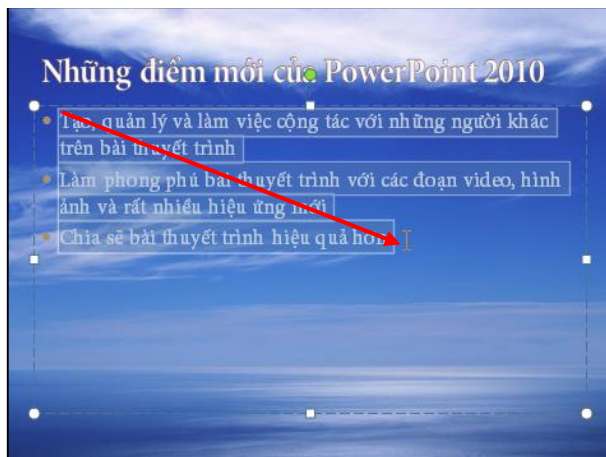 Những điểm mới của PowerPoint 2010
• Tạo, quản lý và làm việc cộng tác với những người khác
trên bài thuyết trình
• Làm phong phú bài thuyết trình với các đoạn video, hình
ảnh và rất nhiều hiệu ứng mới
• Chia sẽ bài thuyết trình hiệu quả hơn